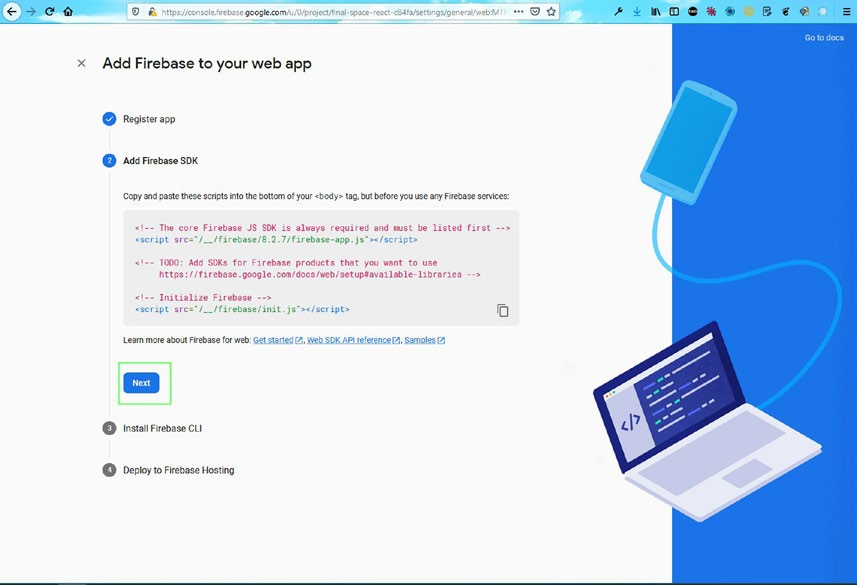 https://console.firebase.google.com/u/0/project/final-space-react-c84fa/settings/general/web:MT
Go to docs
Add Firebase to your web app
Register app
2 Add Firebase SDK
Copy and paste these scripts into the bottom of your <body> tag, but before you use any Firebase services:
<!-- The core Firebase JS SDK is always required and must be listed first -->
<script src="/__/firebase/8.2.7/firebase-app.js"></script>
<!-- TODO: Add SDKs for Firebase products that you want to use
https://firebase.google.com/docs/web/setup#available-libraries -->
<!-- Initialize Firebase -->
<script src="/__/firebase/init.js"></script>
Learn more about Firebase for web: Get started, Web SDK API reference, Samples
Next
3 Install Firebase CLI
4 Deploy to Firebase Hosting
<//>